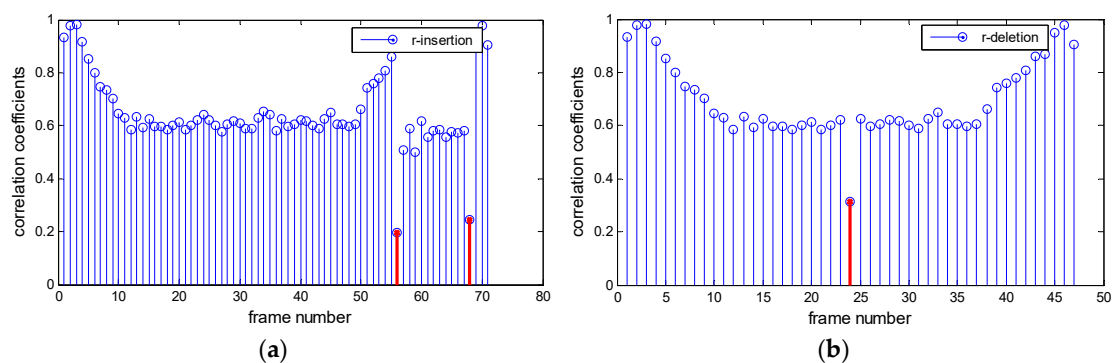 r-insertion
correlation coefficients
1
0.8
0.6
0.4
0.2
0
0 10 20 30 40 50 60 70 80
frame number
(a)
r-deletion
correlation coefficients
1
0.8
0.6
0.4
0.2
0
0 5 10 15 20 25 30 35 40 45 50
frame number
(b)